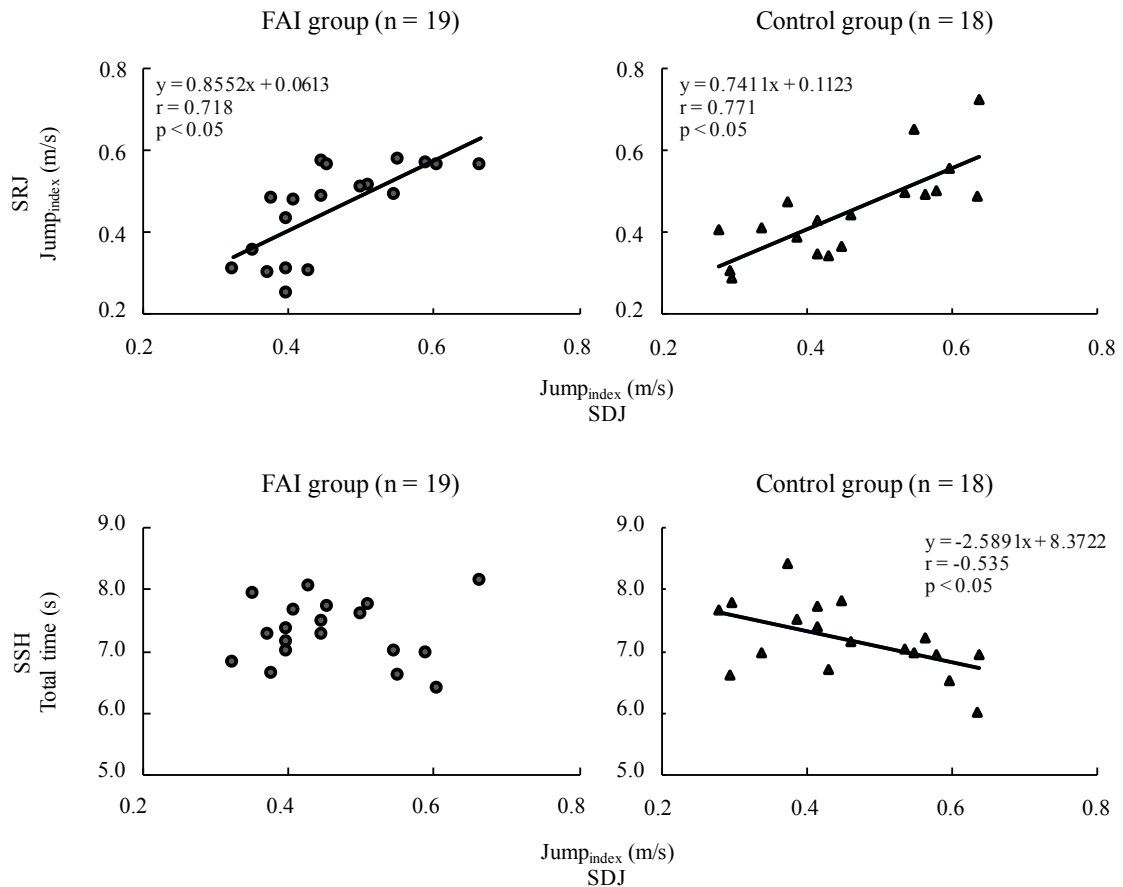 FAI group (n = 19)
Control group (n = 18)
SRJ
Jumpindex (m/s)
0.8
0.6
0.4
0.2
y = 0.8552x + 0.0613
r = 0.718
p < 0.05
0.2 0.4 0.6 0.8
0.8
0.6
0.4
0.2
y = 0.7411x + 0.1123
r = 0.771
p < 0.05
0.2 0.4 0.6 0.8
Jumpindex (m/s)
SDJ
FAI group (n = 19)
Control group (n = 18)
SSH
Total time (s)
9.0
8.0
7.0
6.0
5.0
0.2 0.4 0.6 0.8
9.0
8.0
7.0
6.0
5.0
y = -2.5891x + 8.3722
r = -0.535
p < 0.05
0.2 0.4 0.6 0.8
Jumpindex (m/s)
SDJ